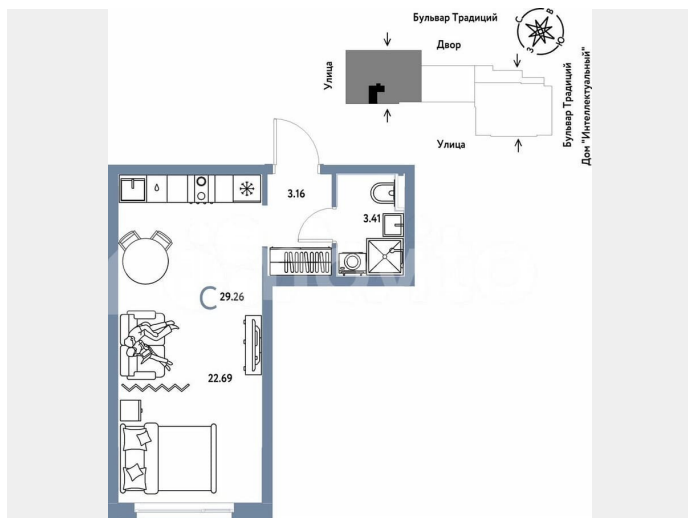 Бульвар Традиций
С
В
Ю
З
Двор
Улица
Бульвар Традиций
Дом "Интеллектуальный"
Улица
3.16
3.41
С 29.26
22.69